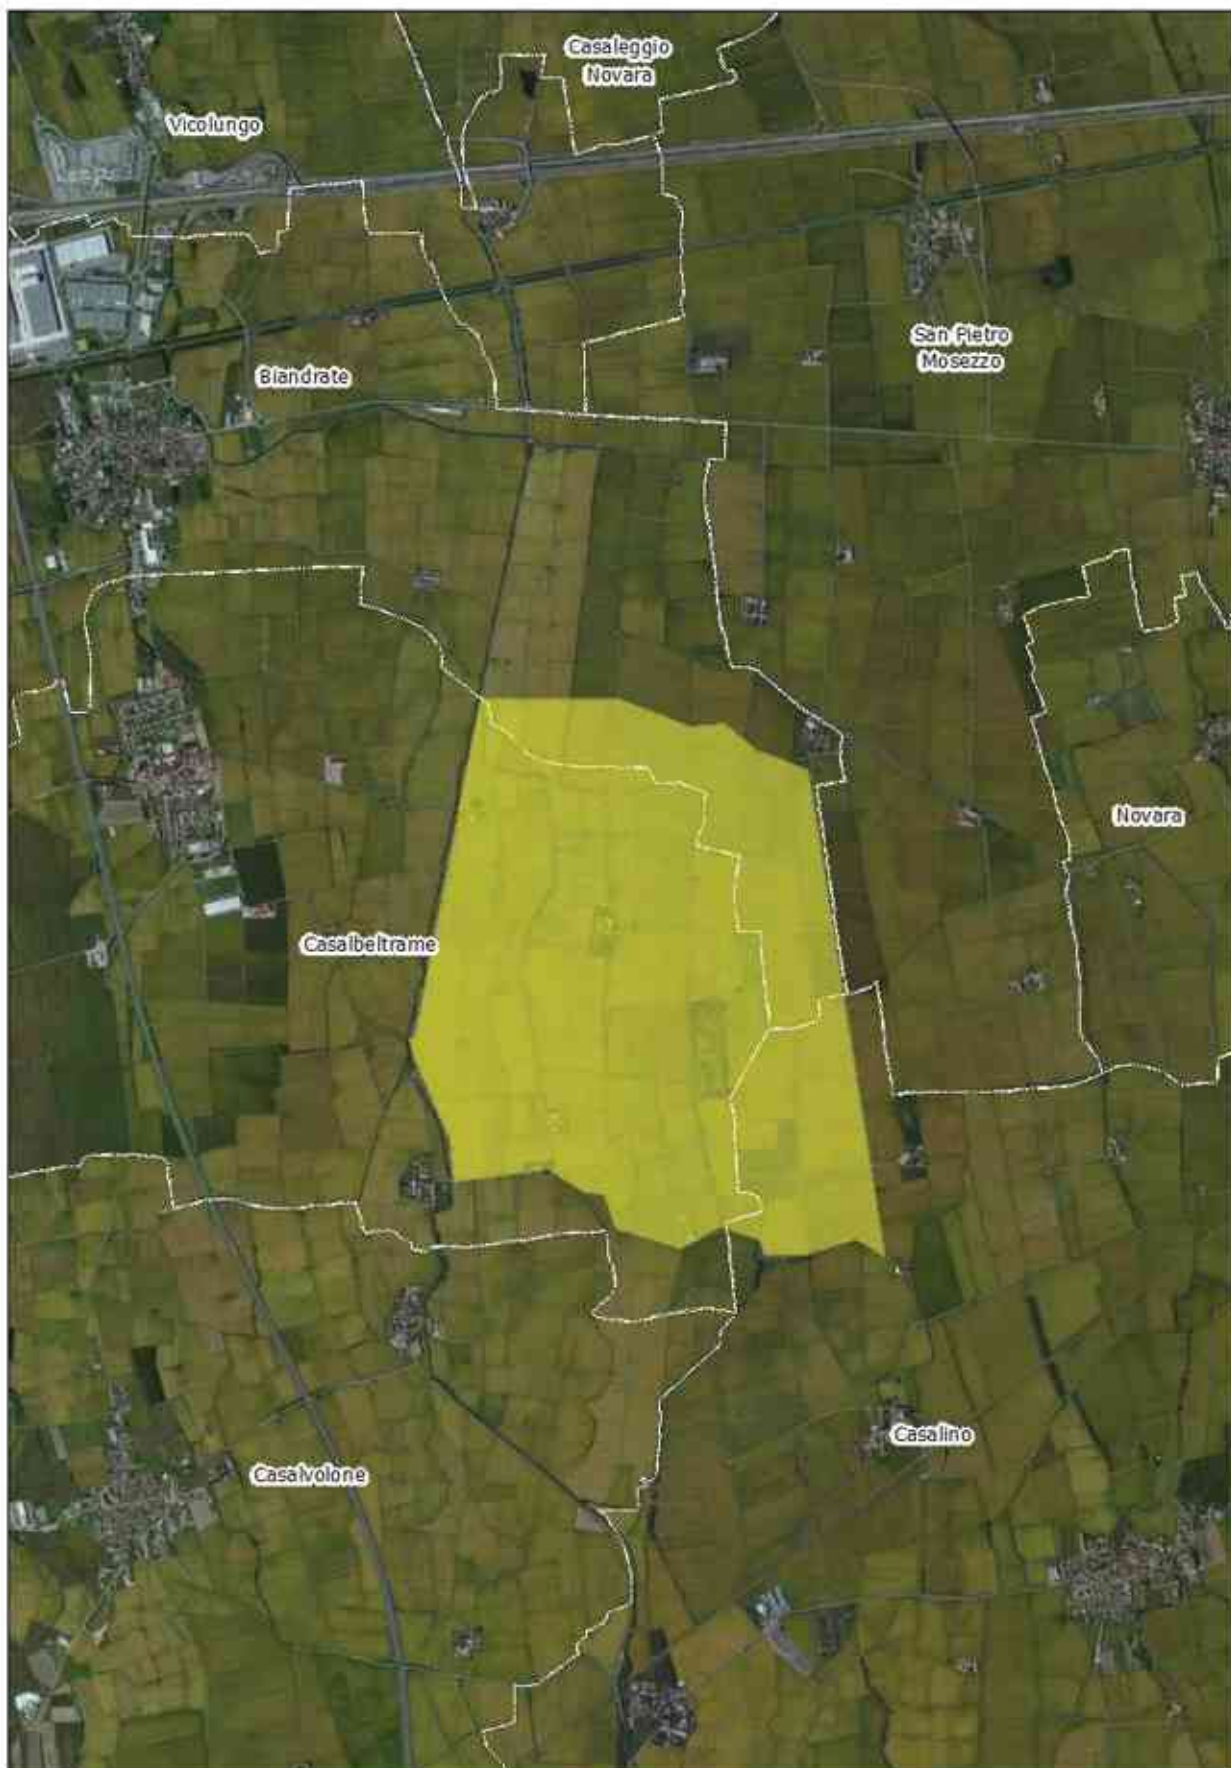 Casaleggio
Novara
Vicolungo
San Pietro
Mosezzo
Biandrate
Novara
Casalbeltrame
Casalino
Casalvolone